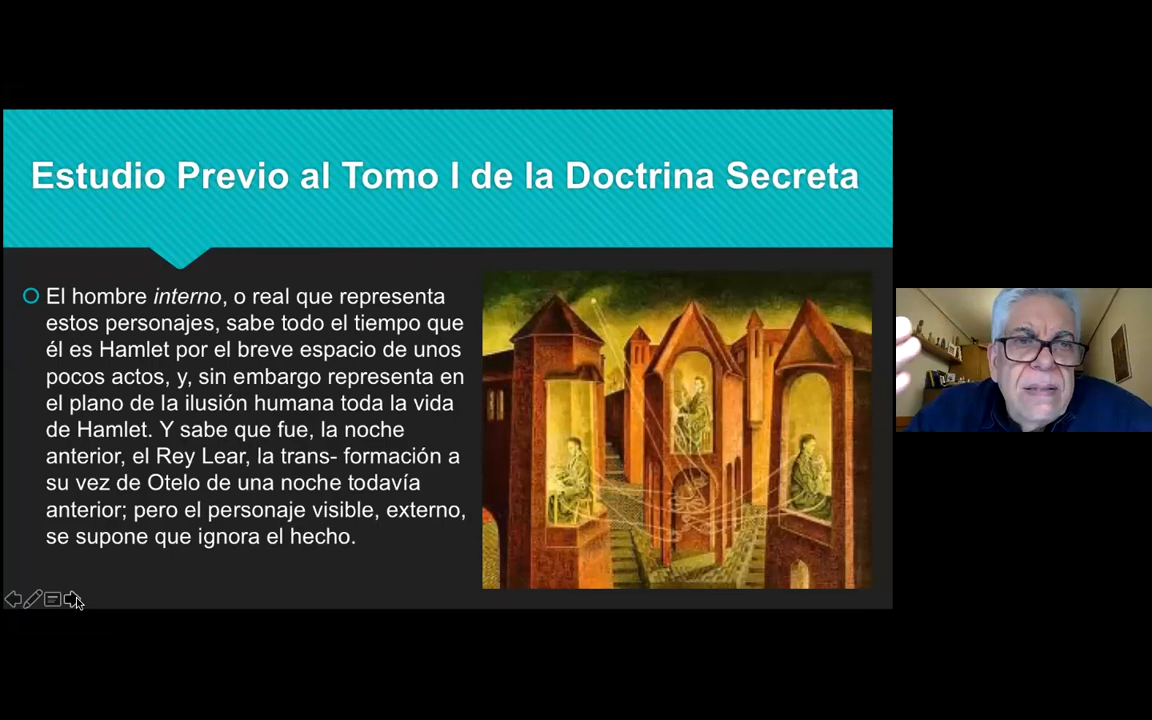 Estudio Previo al Tomo I de la Doctrina Secreta
El hombre interno, o real que representa
estos personajes, sabe todo el tiempo que
él es Hamlet por el breve espacio de unos
pocos actos, y, sin embargo representa en
el plano de la ilusión humana toda la vida
de Hamlet. Y sabe que fue, la noche
anterior, el Rey Lear, la trans- formación a
su vez de Otelo de una noche todavía
anterior; pero el personaje visible, externo,
se supone que ignora el hecho.